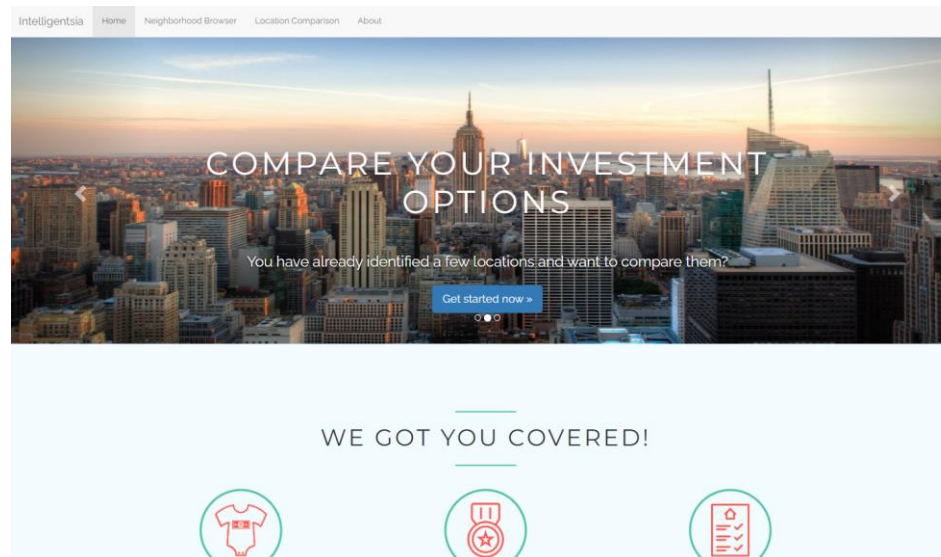 Intelligentsia Home Neighborhood Browser Location Comparison About
COMPARE YOUR INVESTMENT
OPTIONS
You have already identified a few locations and want to compare them?
Get started now »
WE GOT YOU COVERED!